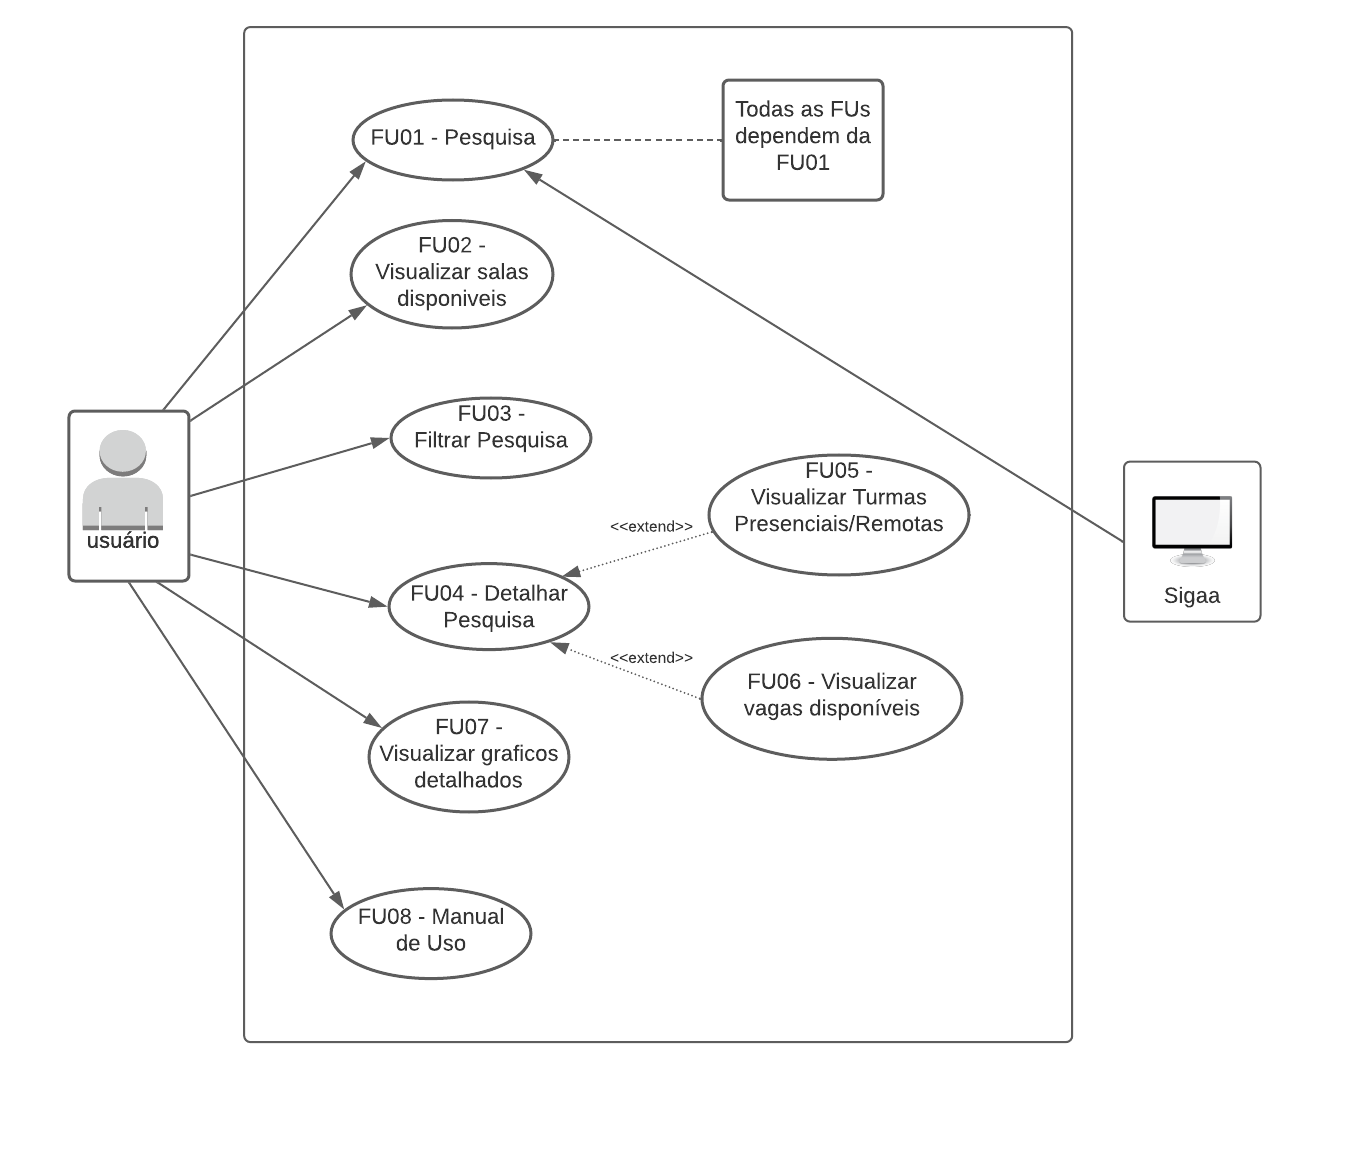 FU01 - Pesquisa
Todas as FUs
dependem da
FU01
FU02 -
Visualizar salas
disponiveis
FU03 -
Filtrar Pesquisa
usuário
FU05 -
Visualizar Turmas
Presenciais/Remotas
<<extend>>
FU04 - Detalhar
Pesquisa
Sigaa
<<extend>>
FU06 - Visualizar
vagas disponíveis
FU07 -
Visualizar graficos
detalhados
FU08 - Manual
de Uso